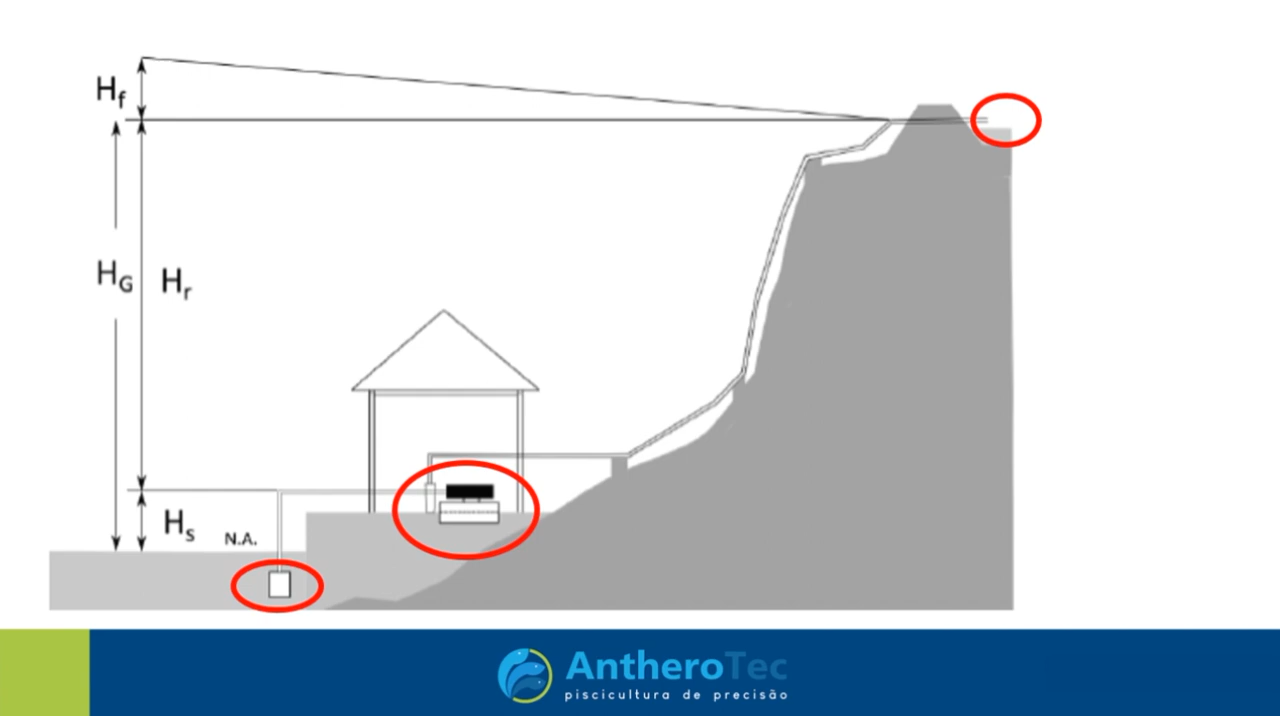 Hf
HG
Hr
Hs
N.A.
AntheroTec
piscicultura de precisão